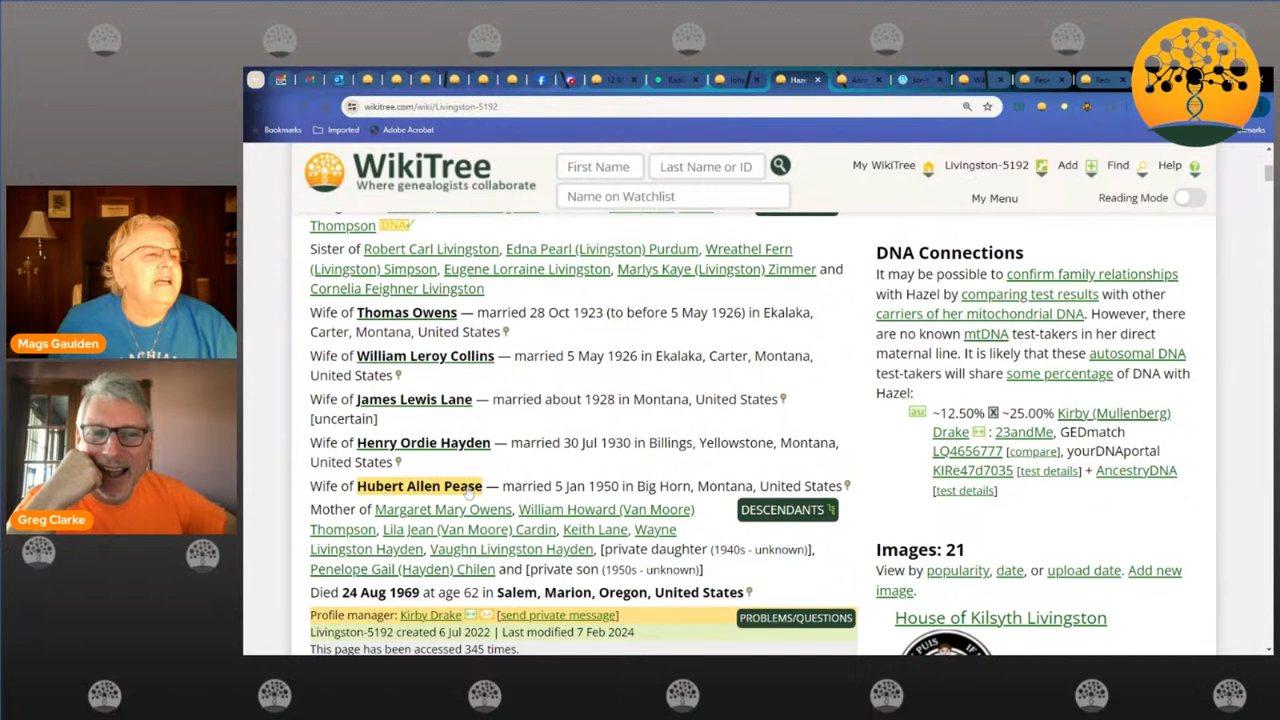 Haze
wikitree.com/wiki/Livingston-5192
Bookmarks
Imported
Adobe Acrobat
WikiTree
Where genealogists collaborate
First Name
Last Name or ID
Name on Watchlist
My WikiTree
Livingston-5192
Add
Find
Help
My Menu
Reading Mode
Thompson DNA
Sister of Robert Carl Livingston, Edna Pearl (Livingston) Purdum, Wreathel Fern
(Livingston) Simpson, Eugene Lorraine Livingston, Marlys Kaye (Livingston) Zimmer and
Cornelia Feighner Livingston
Wife of Thomas Owens — married 28 Oct 1923 (to before 5 May 1926) in Ekalaka,
Carter, Montana, United States
Wife of William Leroy Collins — married 5 May 1926 in Ekalaka, Carter, Montana,
United States
Wife of James Lewis Lane — married about 1928 in Montana, United States
[uncertain]
Wife of Henry Ordie Hayden — married 30 Jul 1930 in Billings, Yellowstone, Montana,
United States
Wife of Hubert Allen Pease — married 5 Jan 1950 in Big Horn, Montana, United States
Mother of Margaret Mary Owens, William Howard (Van Moore)
Thompson, Lila Jean (Van Moore) Cardin, Keith Lane, Wayne
Livingston Hayden, Vaughn Livingston Hayden, [private daughter (1940s - unknown)],
Penelope Gail (Hayden) Chilen and [private son (1950s - unknown)]
DESCENDANTS
Died 24 Aug 1969 at age 62 in Salem, Marion, Oregon, United States
Profile manager: Kirby Drake [send private message]
PROBLEMS/QUESTIONS
Livingston-5192 created 6 Jul 2022 | Last modified 7 Feb 2024
This page has been accessed 345 times.
DNA Connections
It may be possible to confirm family relationships
with Hazel by comparing test results with other
carriers of her mitochondrial DNA. However, there
are no known mtDNA test-takers in her direct
maternal line. It is likely that these autosomal DNA
test-takers will share some percentage of DNA with
Hazel:
au ~12.50% ~25.00% Kirby (Mullenberg)
Drake : 23andMe, GEDmatch
LQ4656777 [compare], yourDNAportal
KIRe47d7035 [test details] + AncestryDNA
[test details]
Images: 21
View by popularity, date, or upload date. Add new
image.
House of Kilsyth Livingston
Mags Gaulden
Greg Clarke